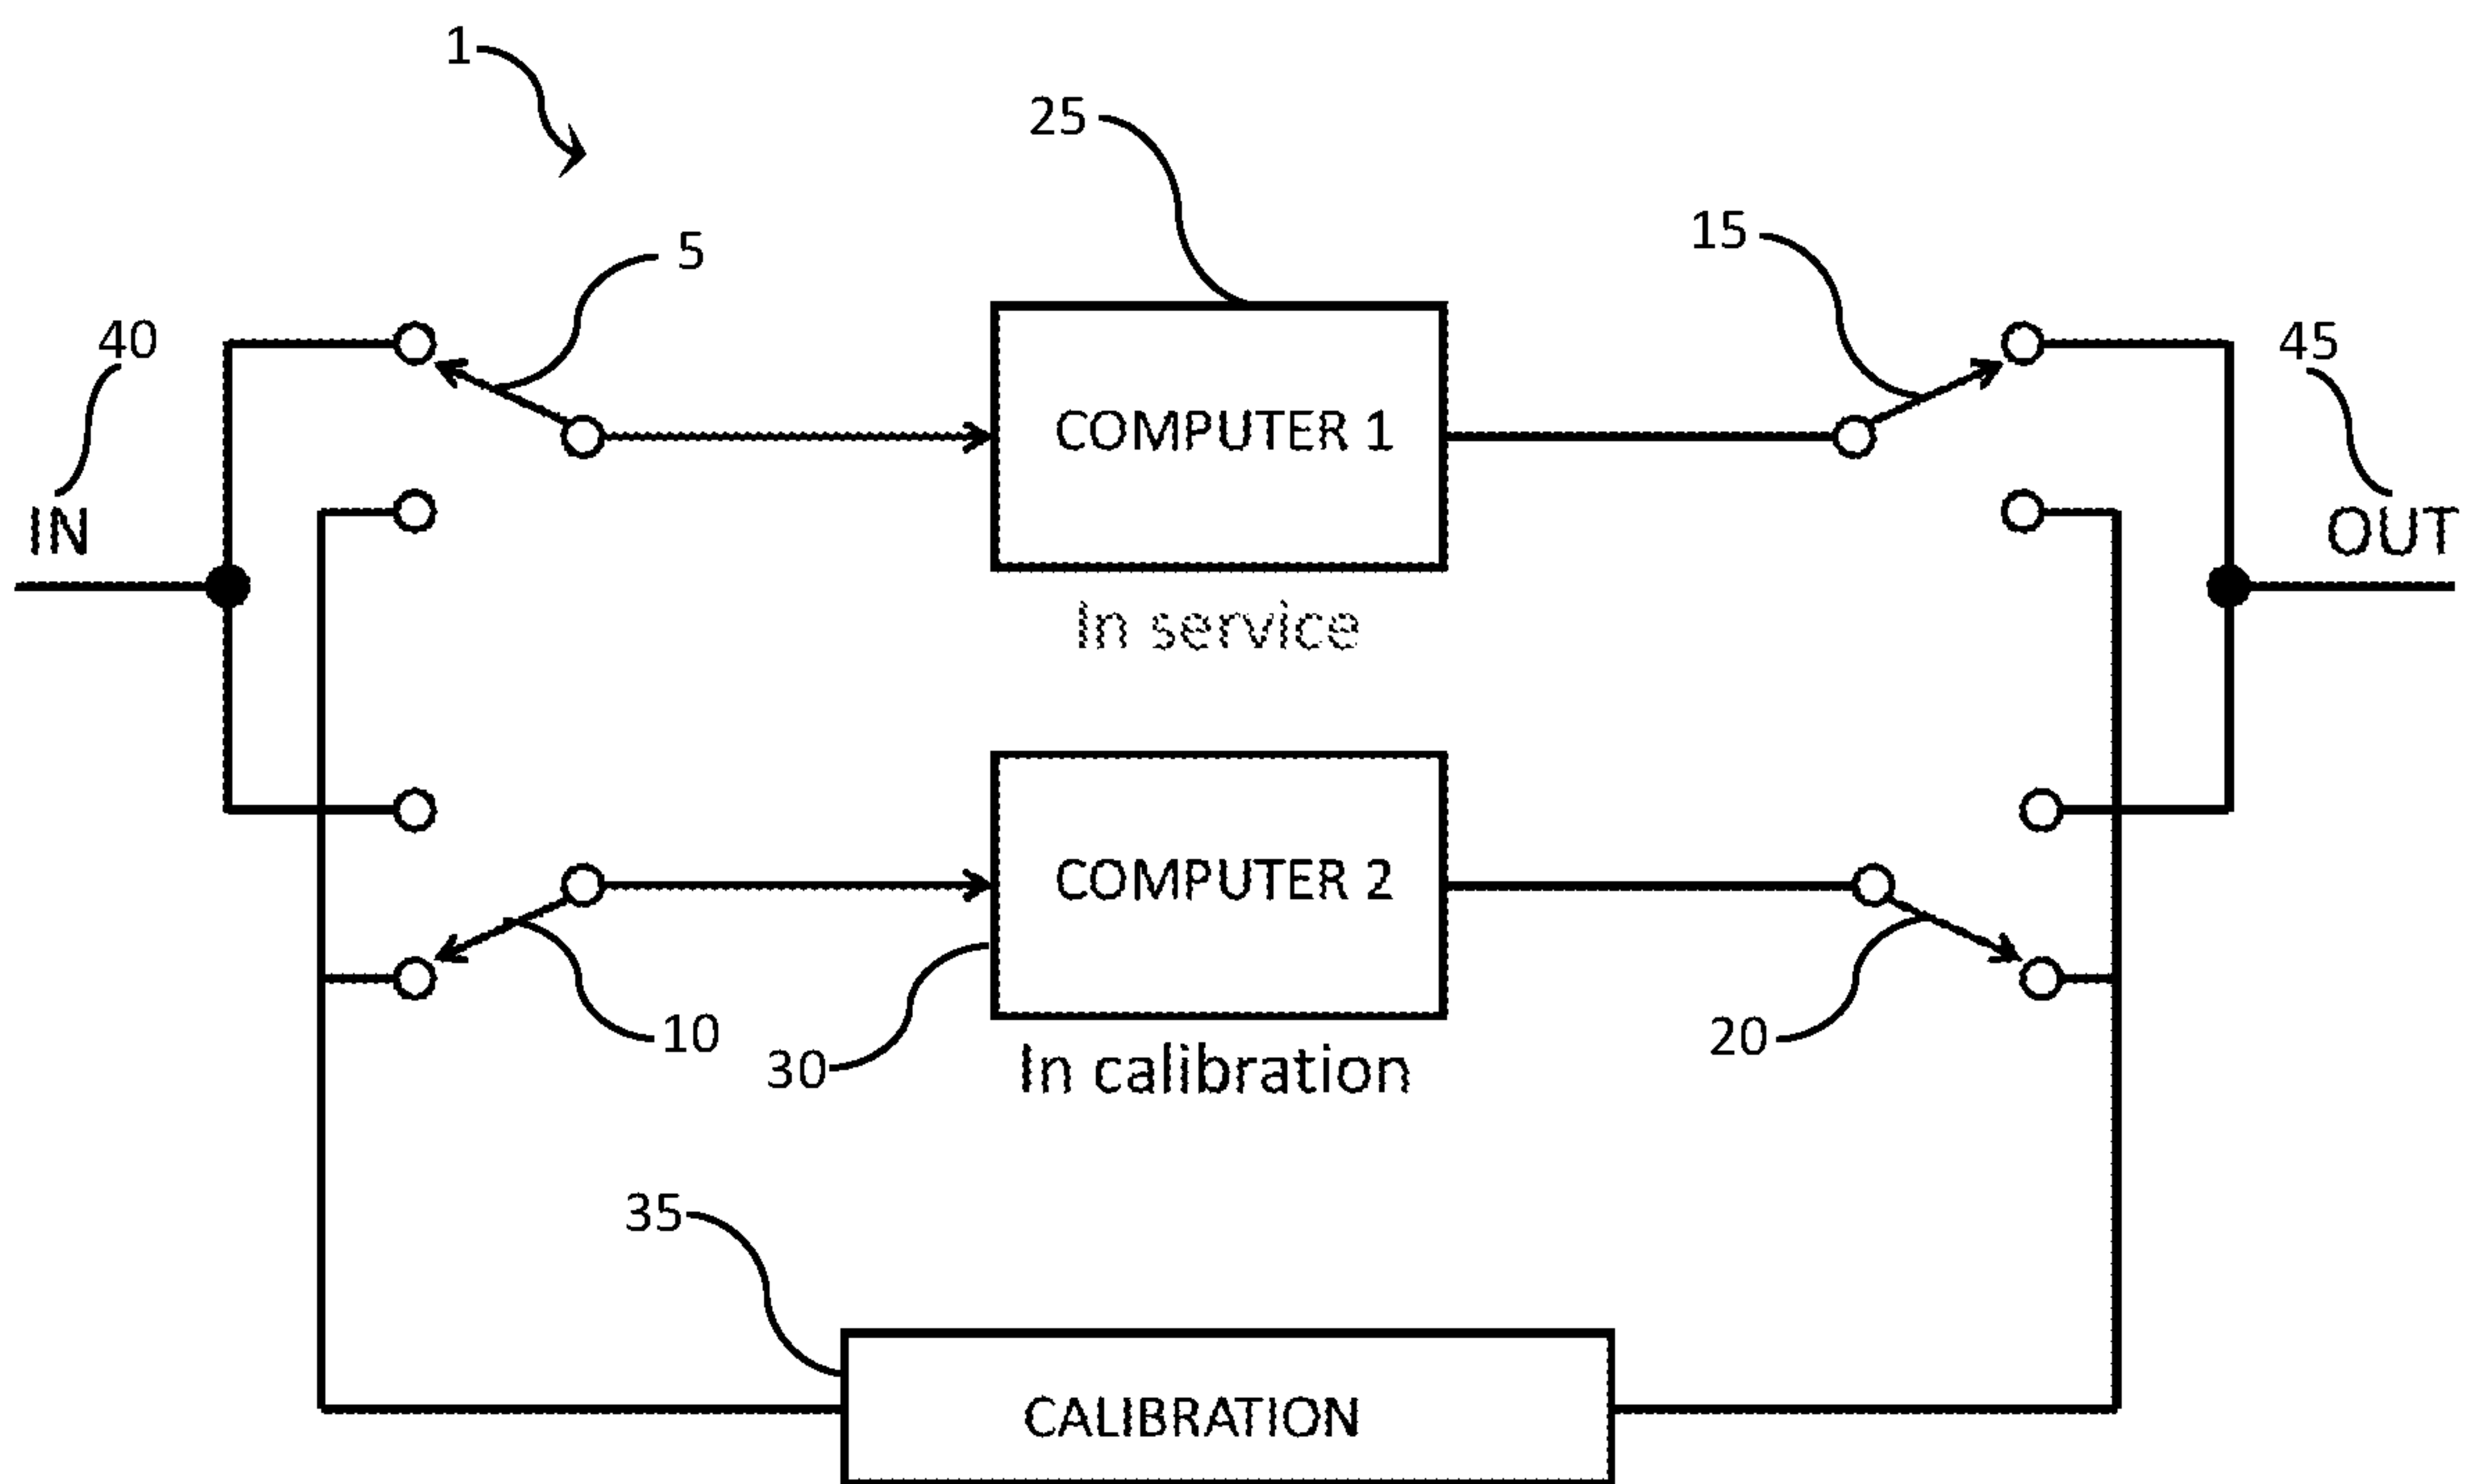 1
25
15
5
40
45
COMPUTER 1
IN
OUT
In service
COMPUTER 2
10
30
In calibration
20
35
CALIBRATION